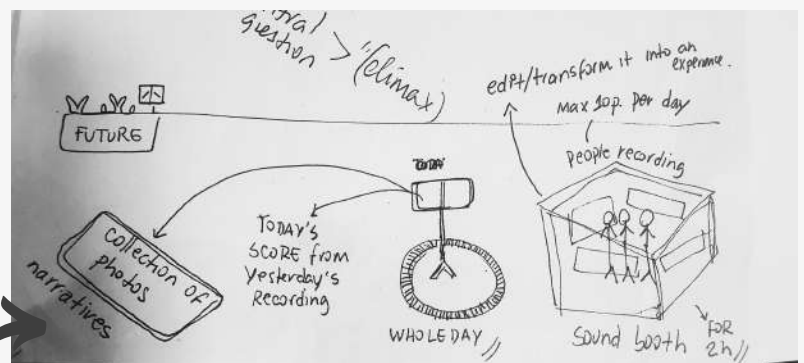 question > "(climax)
edit/transform it into an
experience.
max 10p. per day
people recording
FUTURE
TODAY
TODAY'S
SCORE from
Yesterday's
Recording
collection of
photos
narratives
WHOLE DAY //
Sound booth
FOR
2h //